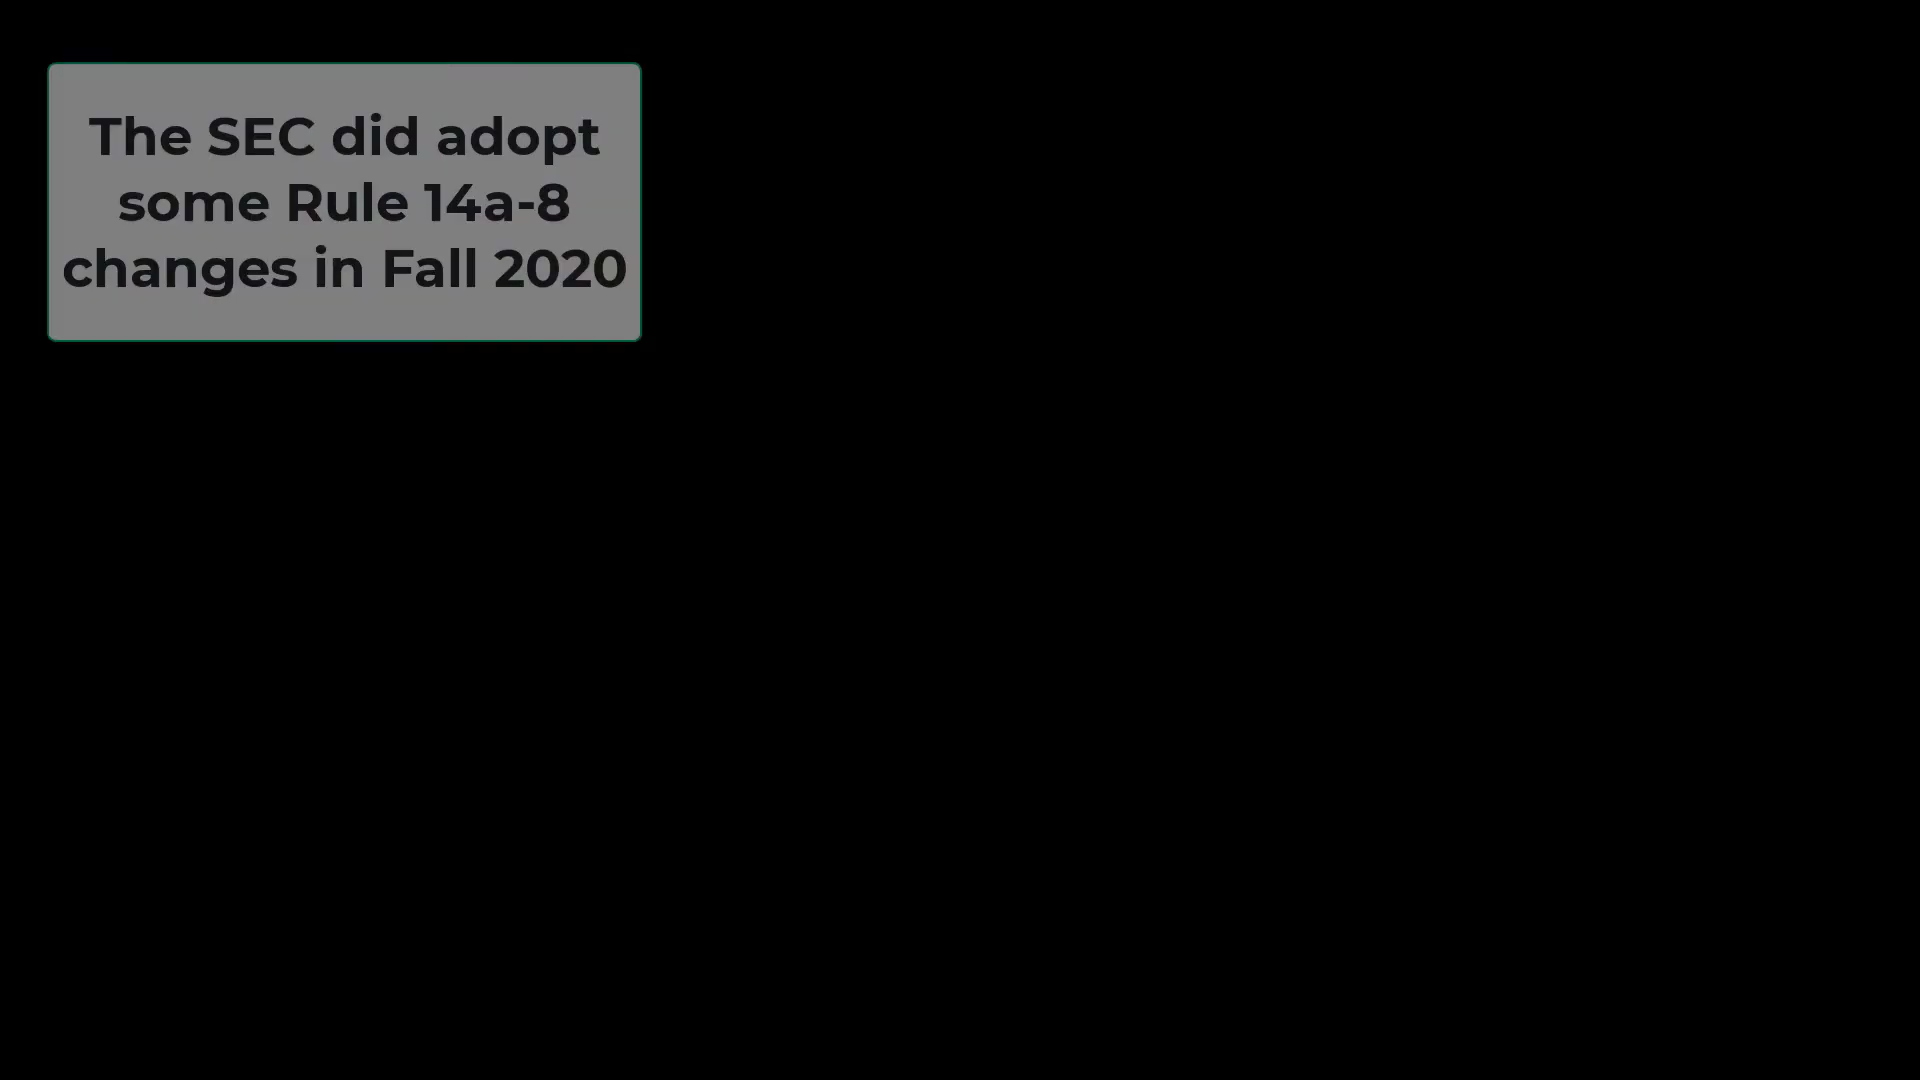 The SEC did adopt
some Rule 14a-8
changes in Fall 2020